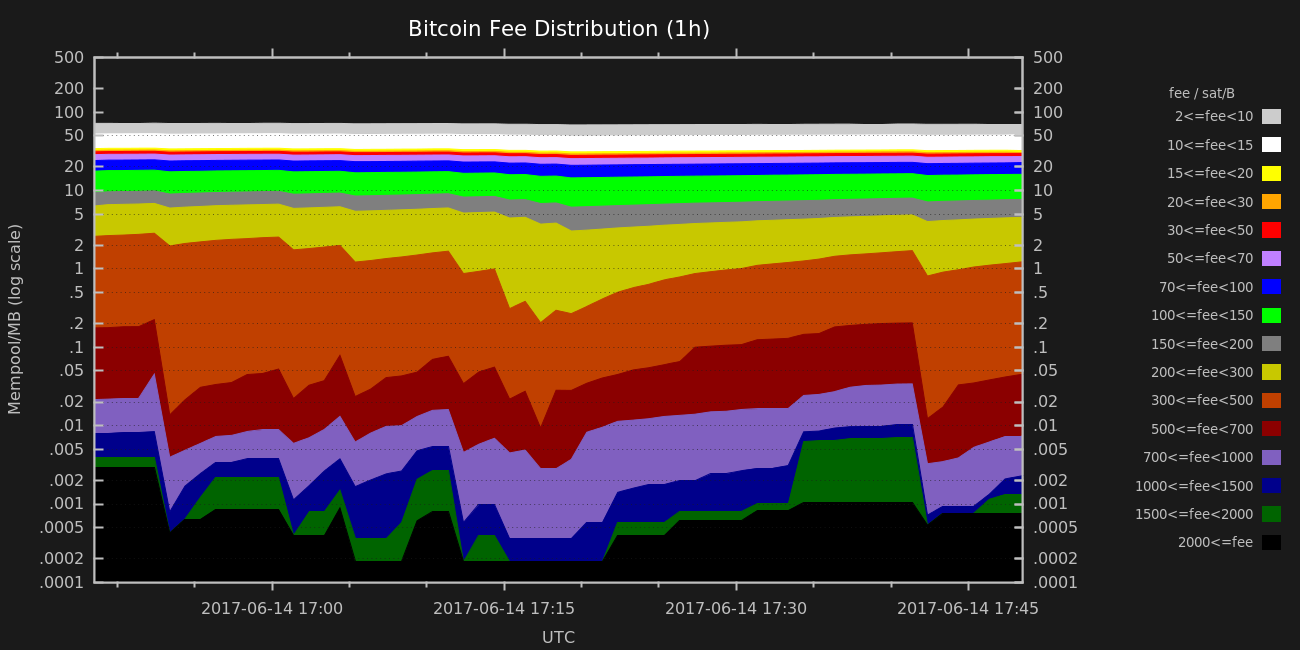 Bitcoin Fee Distribution (1h)
Mempool/MB (log scale)
500
200
100
50
20
10
5
2
1
.5
.2
.1
.05
.02
.01
.005
.002
.001
.0005
.0002
.0001
500
200
100
50
20
10
5
2
1
.5
.2
.1
.05
.02
.01
.005
.002
.001
.0005
.0002
.0001
2017-06-14 17:00 2017-06-14 17:15 2017-06-14 17:30 2017-06-14 17:45
UTC
fee / sat/B
2<=fee<10
10<=fee<15
15<=fee<20
20<=fee<30
30<=fee<50
50<=fee<70
70<=fee<100
100<=fee<150
150<=fee<200
200<=fee<300
300<=fee<500
500<=fee<700
700<=fee<1000
1000<=fee<1500
1500<=fee<2000
2000<=fee